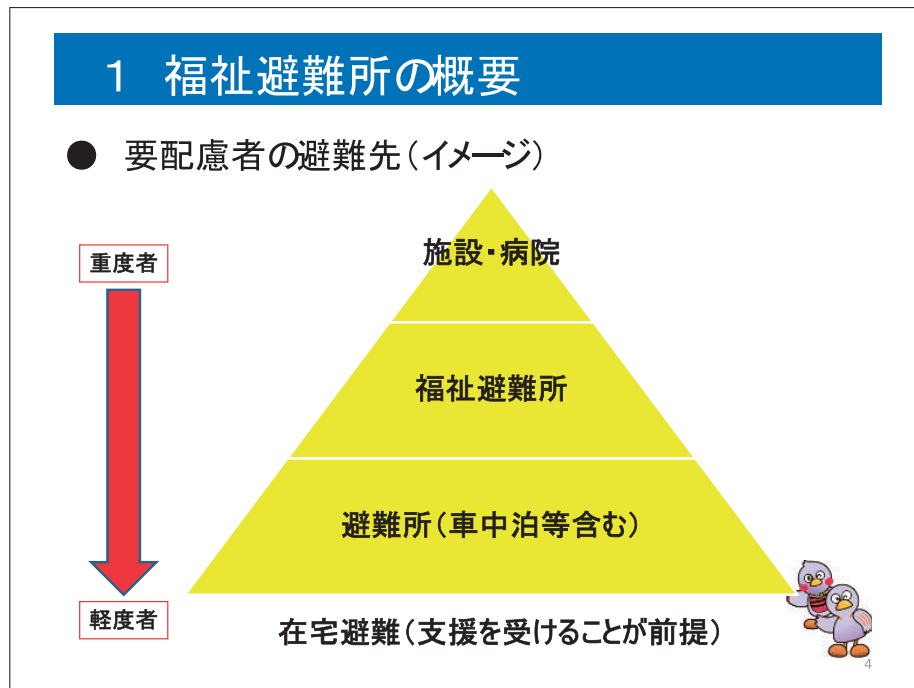 1 福祉避難所の概要
● 要配慮者の避難先（イメージ）
施設・病院
重度者
福祉避難所
避難所（車中泊等含む）
軽度者
在宅避難（支援を受けることが前提）
4